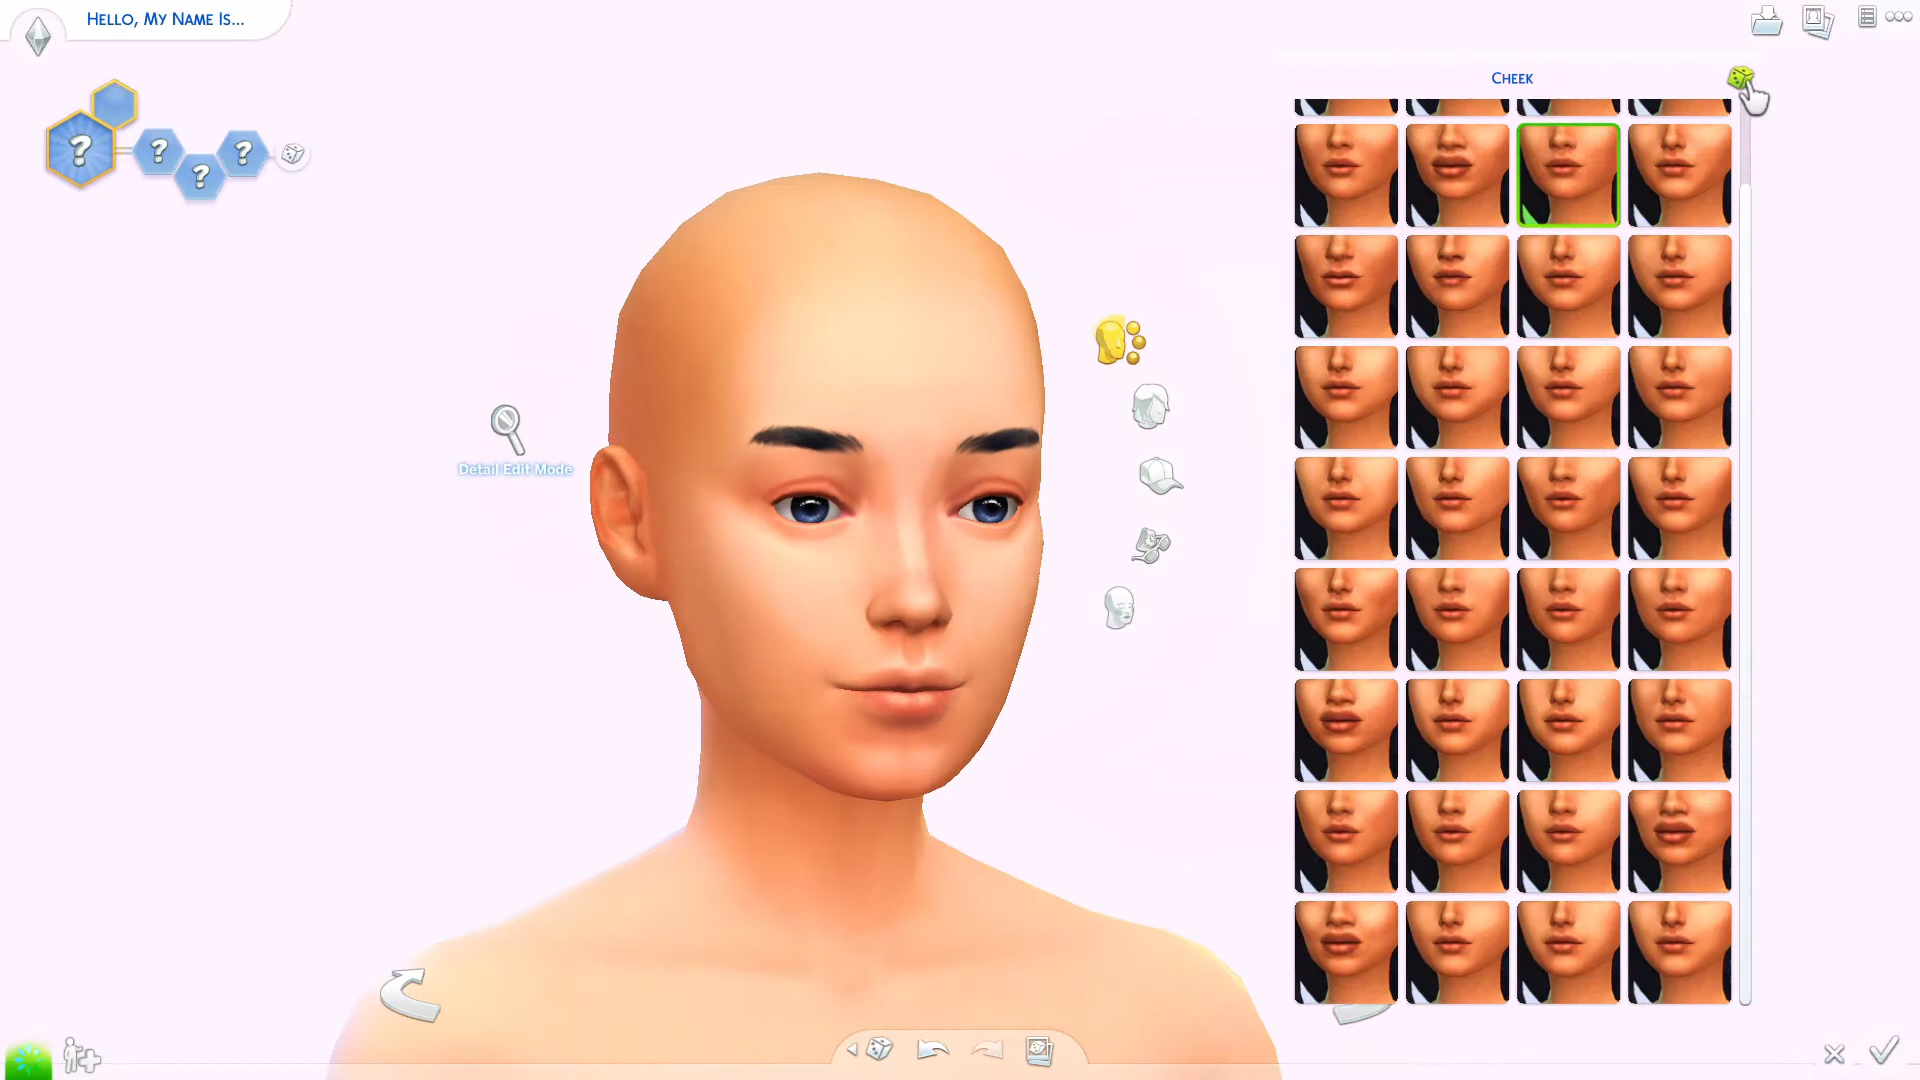 Hello, My Name Is...
Cheek
? ? ? ?
Detail Edit Mode